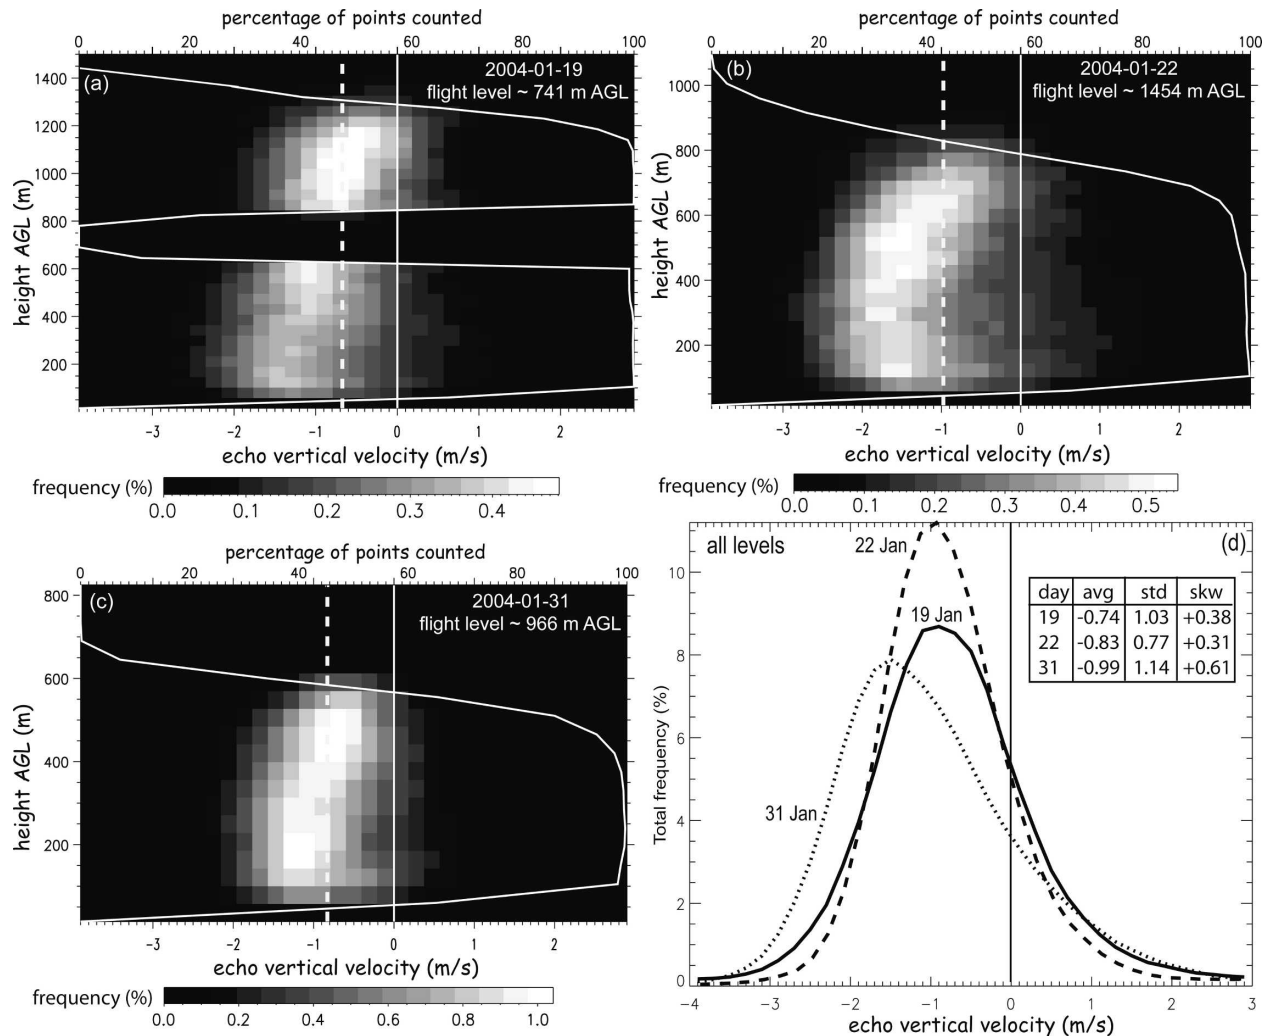 percentage of points counted
0 20 40 60 80 100
(a)
2004-01-19
flight level ~ 741 m AGL
height AGL (m)
1400
1200
1000
800
600
400
200
-3 -2 -1 0 1 2
echo vertical velocity (m/s)
frequency (%)
0.0 0.1 0.2 0.3 0.4
percentage of points counted
0 20 40 60 80 100
(b)
2004-01-22
flight level ~ 1454 m AGL
height AGL (m)
1000
800
600
400
200
-3 -2 -1 0 1 2
echo vertical velocity (m/s)
frequency (%)
0.0 0.1 0.2 0.3 0.4 0.5
percentage of points counted
0 20 40 60 80 100
(c)
2004-01-31
flight level ~ 966 m AGL
height AGL (m)
800
600
400
200
-3 -2 -1 0 1 2
echo vertical velocity (m/s)
frequency (%)
0.0 0.2 0.4 0.6 0.8 1.0
all levels
(d)
22 Jan
19 Jan
31 Jan
day avg std skw
19 -0.74 1.03 +0.38
22 -0.83 0.77 +0.31
31 -0.99 1.14 +0.61
Total frequency (%)
10
8
6
4
2
0
-4 -3 -2 -1 0 1 2 3
echo vertical velocity (m/s)